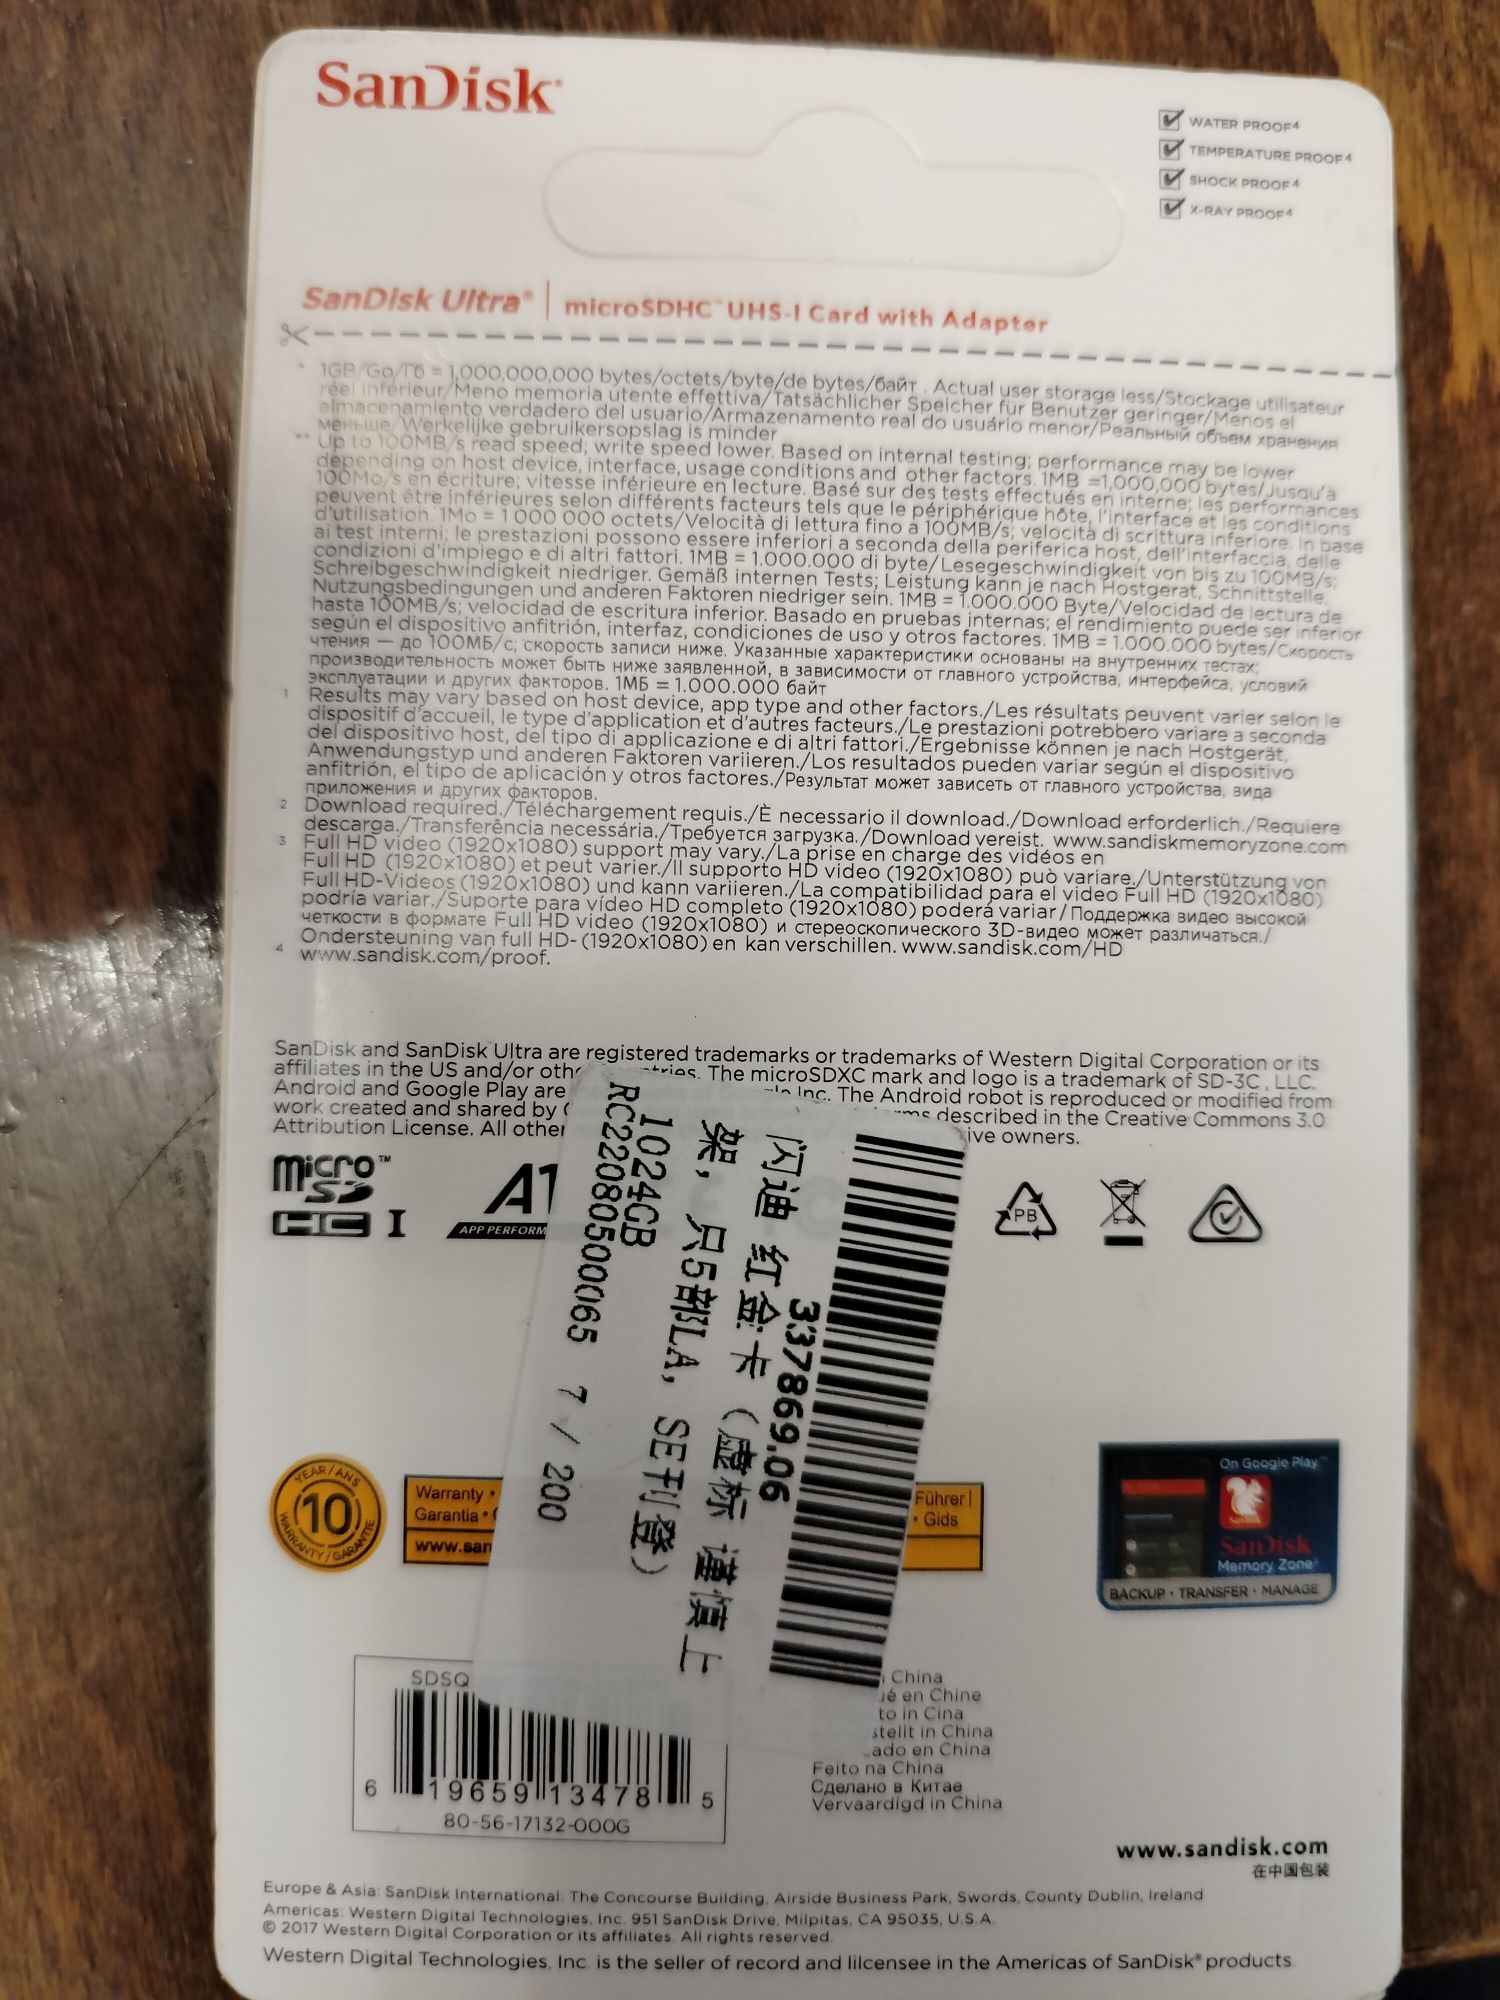 SanDisk®
WATER PROOF⁴
TEMPERATURE PROOF⁴
SHOCK PROOF⁴
X-RAY PROOF⁴
SanDisk Ultra® | microSDHC™ UHS-I Card with Adapter
* 1GB/Go/Гб = 1,000,000,000 bytes/octets/byte/de bytes/байт . Actual user storage less/Stockage utilisateur
réel inférieur/Meno memoria utente effettiva/Tatsächlicher Speicher für Benutzer geringer/Menos el
almacenamiento verdadero del usuario/Armazenamento real do usuário menor/Реальный объем хранения
меньше/Werkelijke gebruikersopslag is minder
** Up to 100MB/s read speed; write speed lower. Based on internal testing; performance may be lower
depending on host device, interface, usage conditions and other factors. 1MB =1,000,000 bytes/Jusqu'à
100Mo/s en écriture; vitesse inférieure en lecture. Basé sur des tests effectués en interne; les performances
peuvent être inférieures selon différents facteurs tels que le périphérique hôte, l'interface et les conditions
d'utilisation. 1Mo = 1 000 000 octets/Velocità di lettura fino a 100MB/s; velocità di scrittura inferiore. In base
ai test interni; le prestazioni possono essere inferiori a seconda della periferica host, dell'interfaccia, delle
condizioni d'impiego e di altri fattori. 1MB = 1.000.000 di byte/Lesegeschwindigkeit von bis zu 100MB/s;
Schreibgeschwindigkeit niedriger. Gemäß internen Tests; Leistung kann je nach Hostgerät, Schnittstelle,
Nutzungsbedingungen und anderen Faktoren niedriger sein. 1MB = 1.000.000 Byte/Velocidad de lectura de
hasta 100MB/s; velocidad de escritura inferior. Basado en pruebas internas; el rendimiento puede ser inferior
según el dispositivo anfitrión, interfaz, condiciones de uso y otros factores. 1MB = 1.000.000 bytes/Скорость
чтения — до 100МБ/с; скорость записи ниже. Указанные характеристики основаны на внутренних тестах;
производительность может быть ниже заявленной, в зависимости от главного устройства, интерфейса, условий
эксплуатации и других факторов. 1МБ = 1.000.000 байт
1 Results may vary based on host device, app type and other factors./Les résultats peuvent varier selon le
dispositif d'accueil, le type d'application et d'autres facteurs./Le prestazioni potrebbero variare a seconda
del dispositivo host, del tipo di applicazione e di altri fattori./Ergebnisse können je nach Hostgerät,
Anwendungstyp und anderen Faktoren variieren./Los resultados pueden variar según el dispositivo
anfitrión, el tipo de aplicación y otros factores./Результат может зависеть от главного устройства, вида
приложения и других факторов.
2 Download required./Téléchargement requis./È necessario il download./Download erforderlich./Requiere
descarga./Transferência necessária./Требуется загрузка./Download vereist. www.sandiskmemoryzone.com
3 Full HD video (1920x1080) support may vary./La prise en charge des vidéos en
Full HD (1920x1080) et peut varier./Il supporto HD video (1920x1080) può variare./Unterstützung von
Full HD-Videos (1920x1080) und kann variieren./La compatibilidad para el video Full HD (1920x1080)
podría variar./Suporte para vídeo HD completo (1920x1080) poderá variar/Поддержка видео высокой
четкости в формате Full HD video (1920x1080) и стереоскопического 3D-видео может различаться./
Ondersteuning van full HD- (1920x1080) en kan verschillen. www.sandisk.com/HD
4 www.sandisk.com/proof.
SanDisk and SanDisk Ultra are registered trademarks or trademarks of Western Digital Corporation or its
affiliates in the US and/or oth tries. The microSDXC mark and logo is a trademark of SD-3C, LLC.
Android and Google Play are Inc. The Android robot is reproduced or modified from
work created and shared by ms described in the Creative Commons 3.0
Attribution License. All other ive owners.
micro SD HC I™
A1
APP PERFORM
PB
337869.06
闪迪 红金卡（虚标 谨慎上
架，只5部LA，SE刊登）
1024GB
RC2208050065 7/200
YEAR/ANS
10
WARRANTY/GARANTIE
Warranty •
Garantia •
www.san
Führer |
• Gids
On Google Play™
SanDisk
SanDisk
Memory Zone²
BACKUP • TRANSFER • MANAGE
SDSQ
6 19659 13478 5
80-56-17132-000G
China
ué en Chine
to in Cina
stellt in China
ado en China
Feito na China
Сделано в Китае
Vervaardigd in China
www.sandisk.com
在中国包装
Europe & Asia: SanDisk International. The Concourse Building, Airside Business Park, Swords, County Dublin, Ireland
Americas: Western Digital Technologies, Inc. 951 SanDisk Drive, Milpitas, CA 95035, U.S.A.
© 2017 Western Digital Corporation or its affiliates. All rights reserved.
Western Digital Technologies, Inc. is the seller of record and lilcensee in the Americas of SanDisk® products.